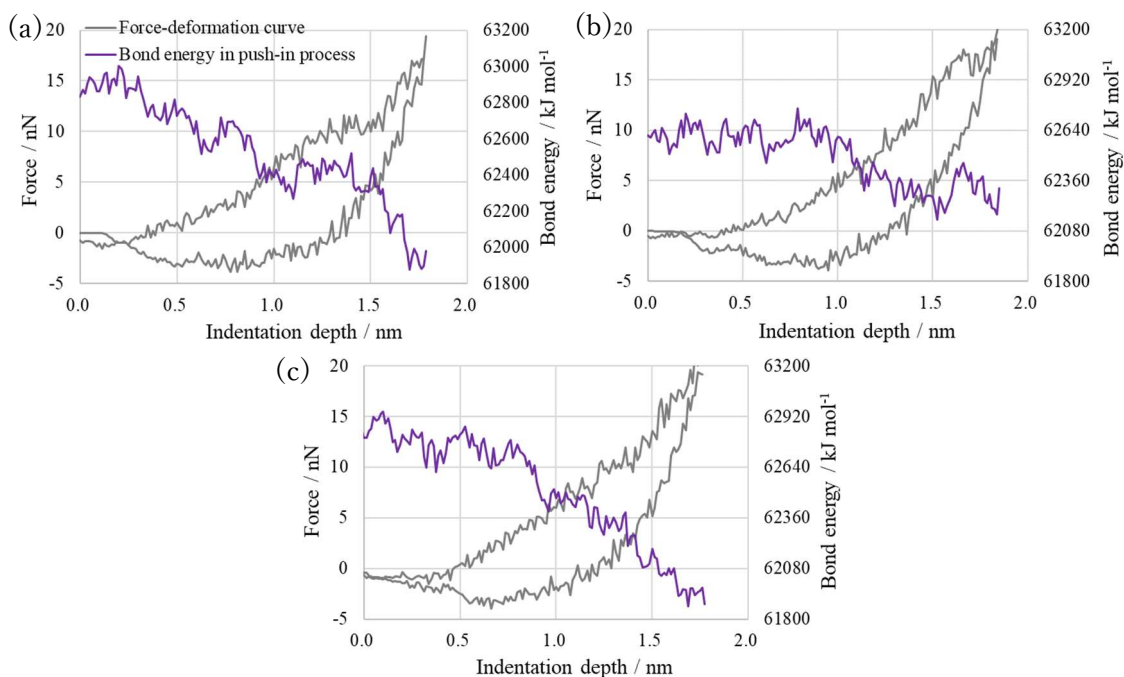 (a)
Force-deformation curve
Bond energy in push-in process
20
15
10
5
0
-5
Force / nN
63200
63000
62800
62600
62400
62200
62000
61800
Bond energy / kJ mol⁻¹
0.0 0.5 1.0 1.5 2.0
Indentation depth / nm
(b)
20
15
10
5
0
-5
Force / nN
63200
62920
62640
62360
62080
61800
Bond energy / kJ mol⁻¹
0.0 0.5 1.0 1.5 2.0
Indentation depth / nm
(c)
20
15
10
5
0
-5
Force / nN
63200
62920
62640
62360
62080
61800
Bond energy / kJ mol⁻¹
0.0 0.5 1.0 1.5 2.0
Indentation depth / nm